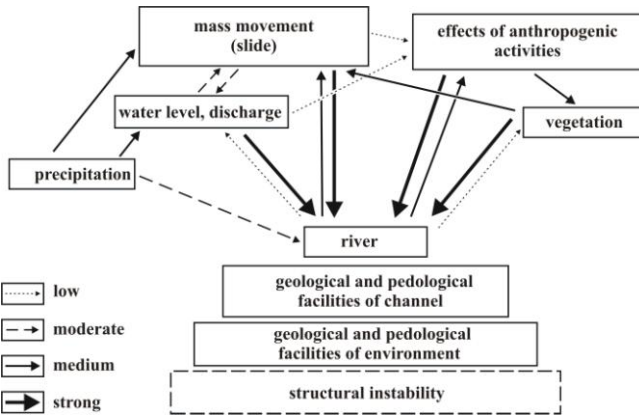 mass movement
(slide)
effects of anthropogenic
activities
water level, discharge
vegetation
precipitation
river
geological and pedological
facilities of channel
geological and pedological
facilities of environment
structural instability
low
moderate
medium
strong